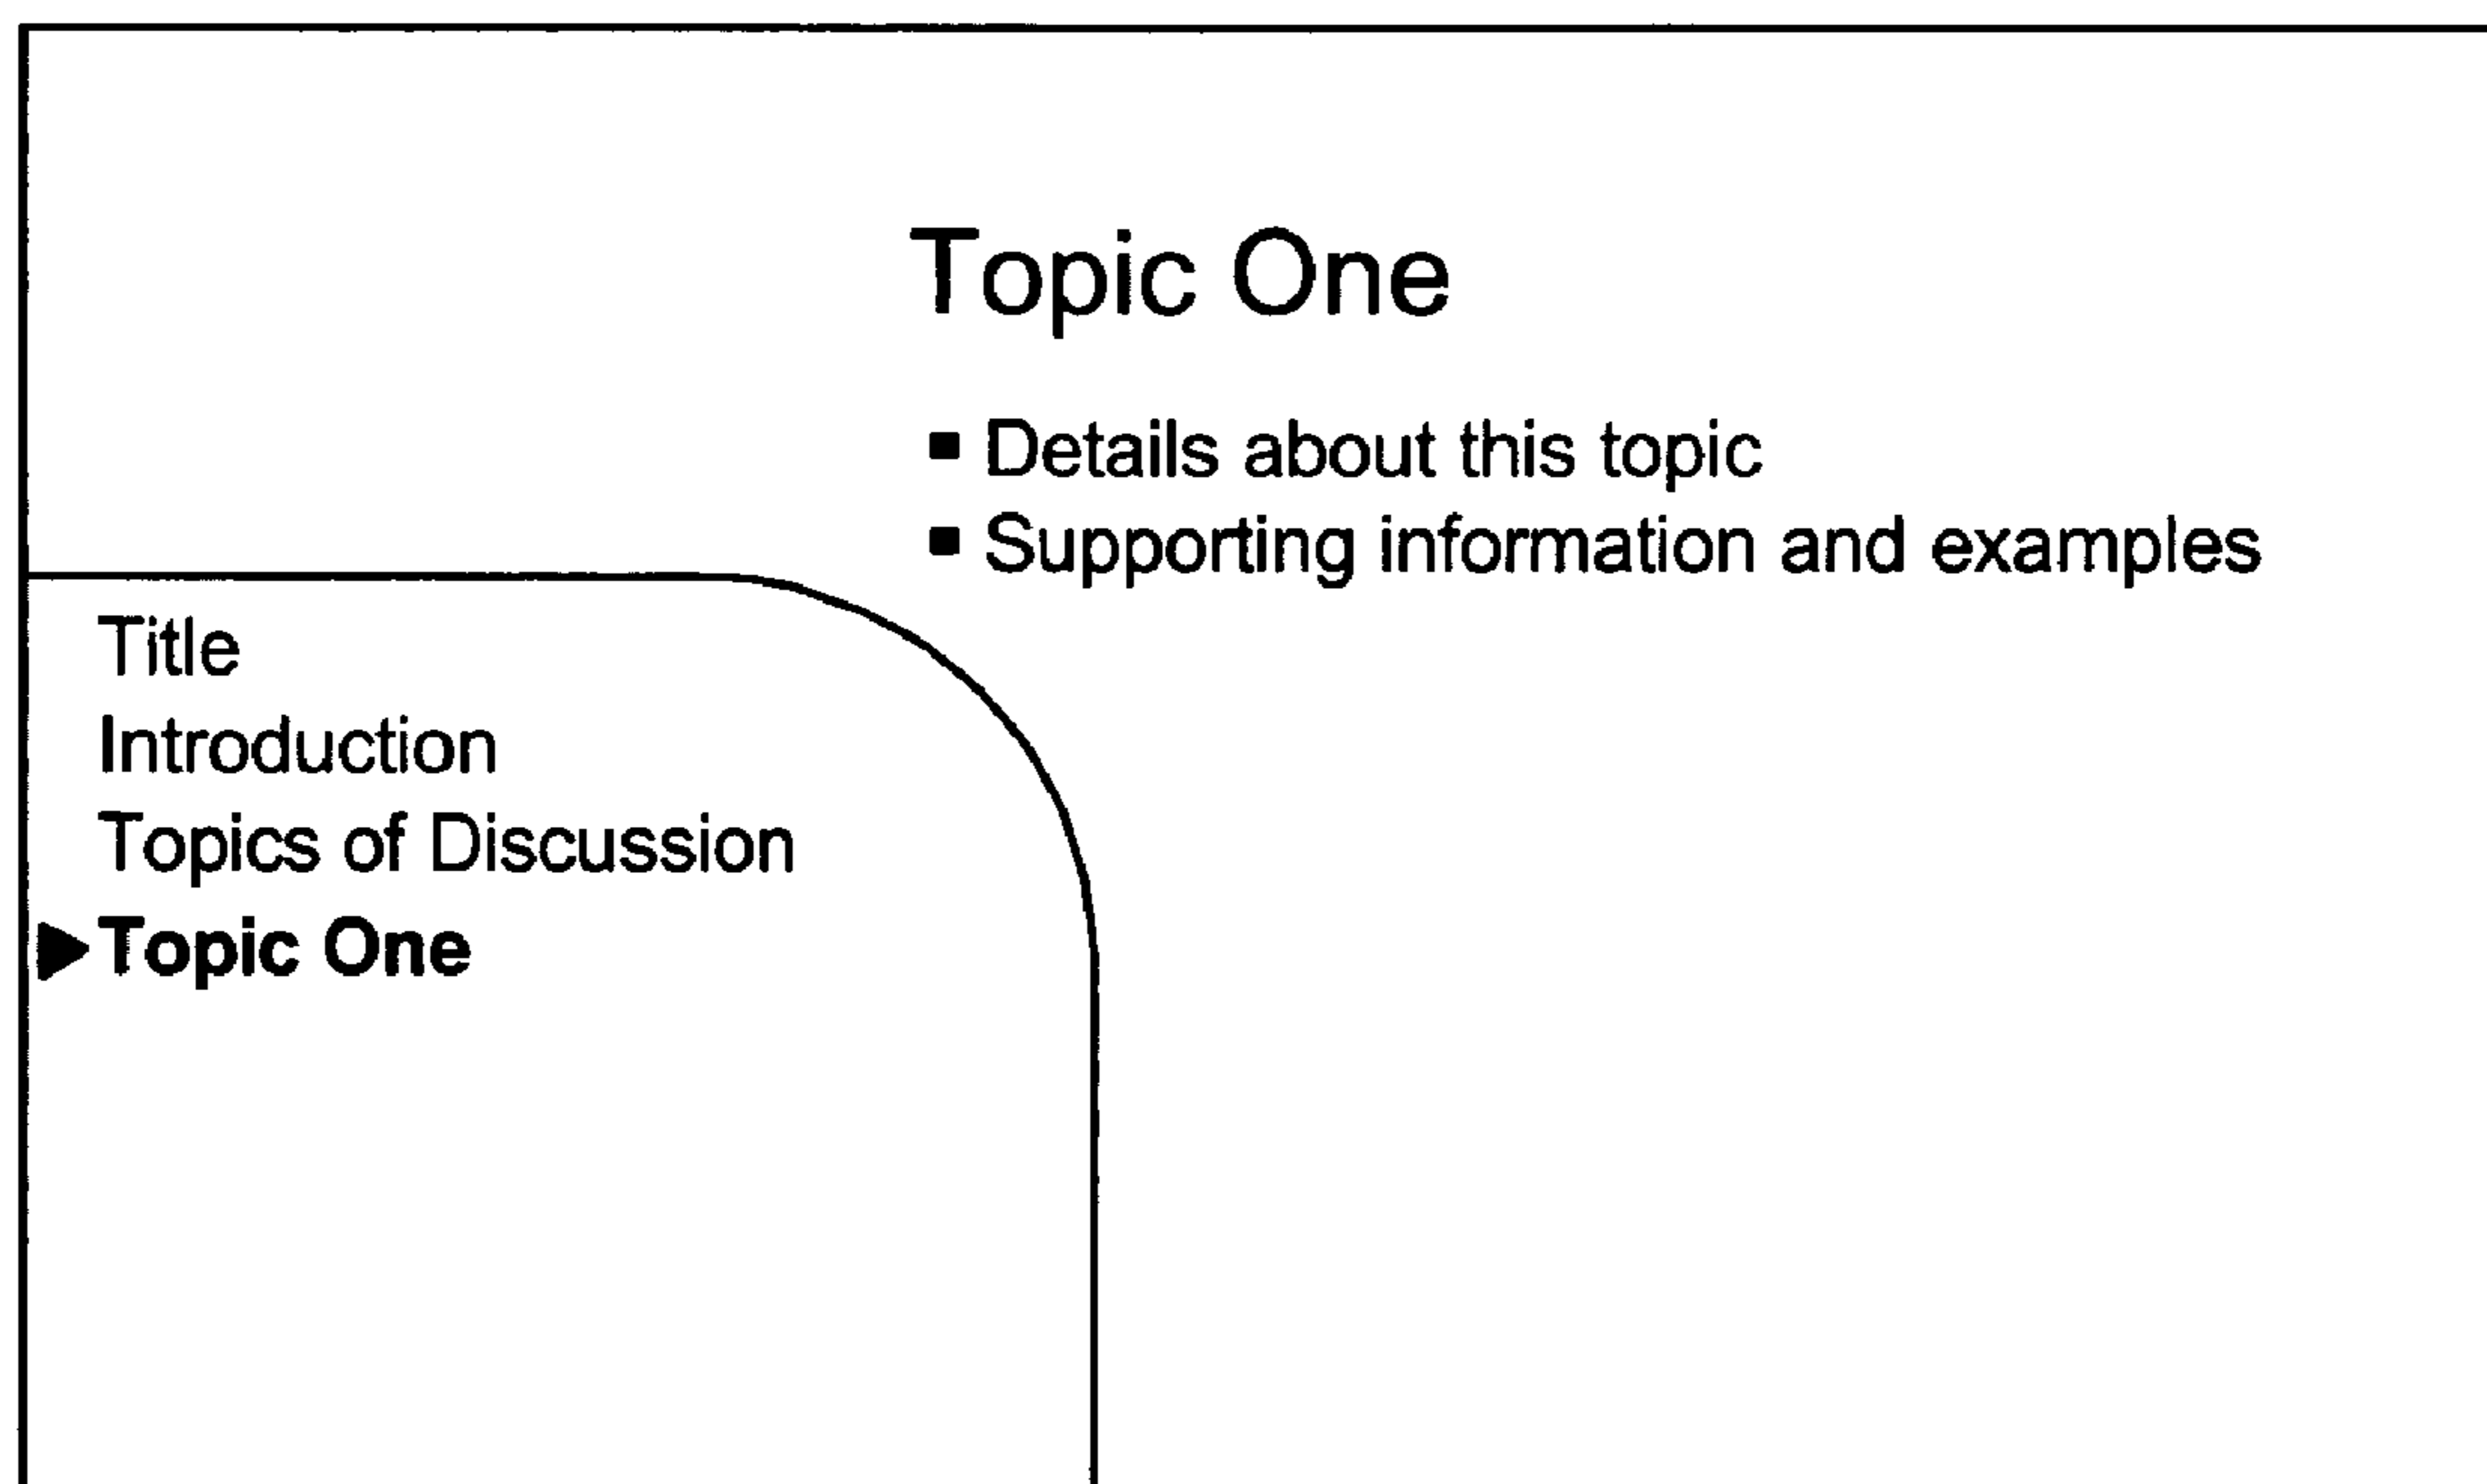 Topic One
▪ Details about this topic
▪ Supporting information and examples
Title
Introduction
Topics of Discussion
▶Topic One